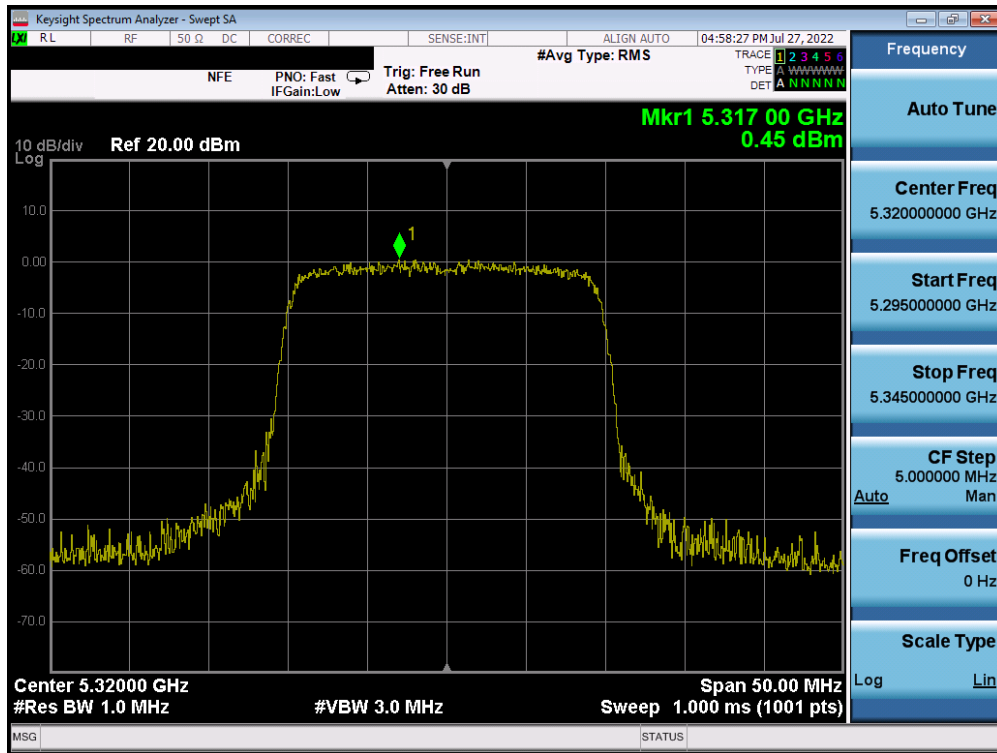 Keysight Spectrum Analyzer - Swept SA
LXI RL RF 50 Ω DC CORREC SENSE:INT ALIGN AUTO 04:58:27 PM Jul 27, 2022
NFE PNO: Fast Trig: Free Run #Avg Type: RMS TRACE 1 2 3 4 5 6
IFGain:Low Atten: 30 dB TYPE A WWWWW
DET A N N N N N
Frequency
Mkr1 5.317 00 GHz
0.45 dBm
10 dB/div Ref 20.00 dBm
Log
10.0
1
0.00
-10.0
-20.0
-30.0
-40.0
-50.0
-60.0
-70.0
Center 5.32000 GHz Span 50.00 MHz
#Res BW 1.0 MHz #VBW 3.0 MHz Sweep 1.000 ms (1001 pts)
MSG STATUS
Auto Tune
Center Freq
5.320000000 GHz
Start Freq
5.295000000 GHz
Stop Freq
5.345000000 GHz
CF Step
5.000000 MHz
Auto Man
Freq Offset
0 Hz
Scale Type
Log Lin